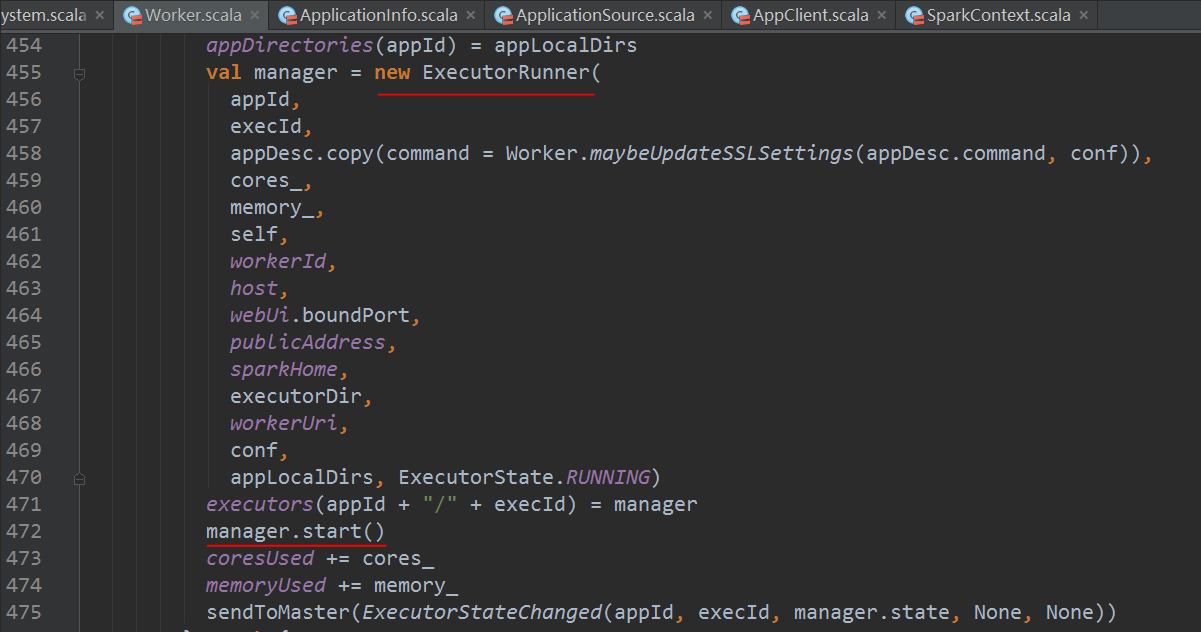 ystem.scala × Worker.scala × ApplicationInfo.scala × ApplicationSource.scala × AppClient.scala × SparkContext.scala ×
454 appDirectories(appId) = appLocalDirs
455 val manager = new ExecutorRunner(
456 appId,
457 execId,
458 appDesc.copy(command = Worker.maybeUpdateSSLSettings(appDesc.command, conf)),
459 cores_,
460 memory_,
461 self,
462 workerId,
463 host,
464 webUi.boundPort,
465 publicAddress,
466 sparkHome,
467 executorDir,
468 workerUri,
469 conf,
470 appLocalDirs, ExecutorState.RUNNING)
471 executors(appId + "/" + execId) = manager
472 manager.start()
473 coresUsed += cores_
474 memoryUsed += memory_
475 sendToMaster(ExecutorStateChanged(appId, execId, manager.state, None, None))